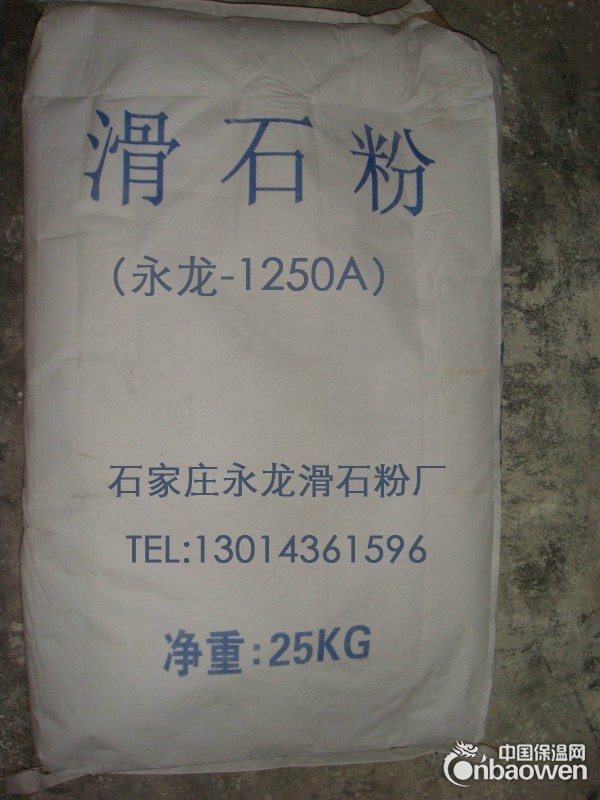 滑石粉
(永龙-1250A)
石家庄永龙滑石粉厂
TEL:13014361596
净重:25KG
中国保温网
Cnbaowen